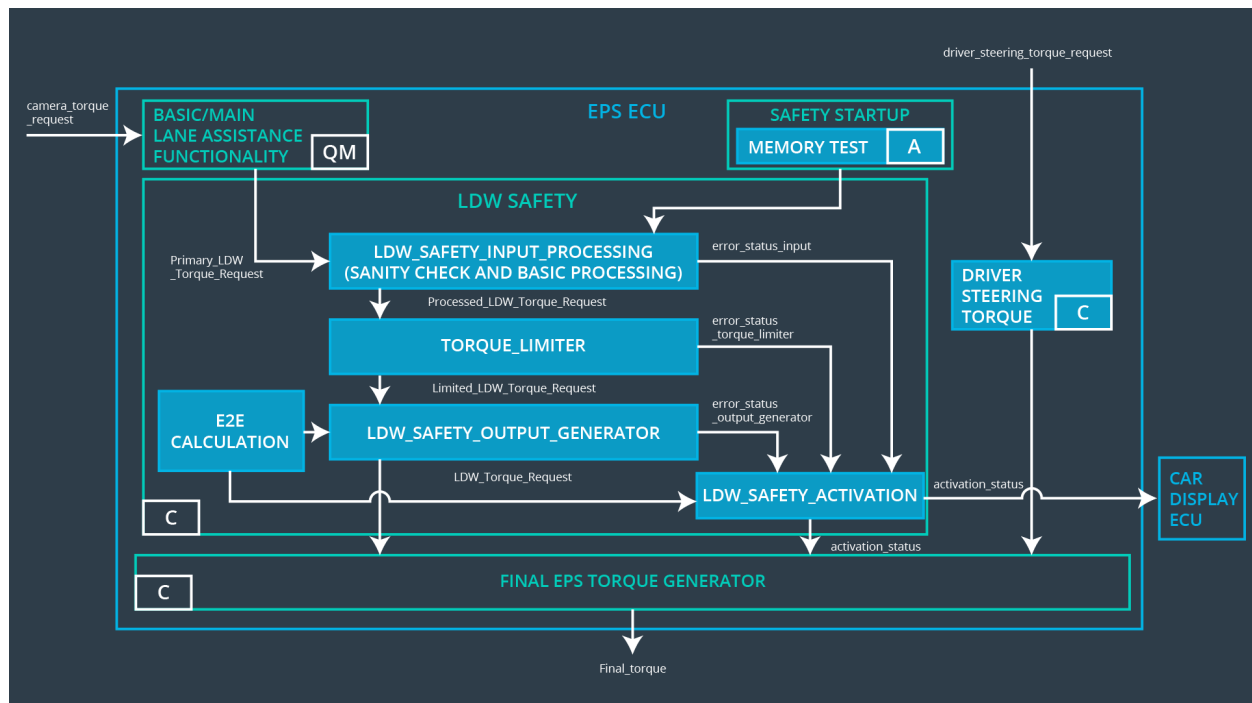 driver_steering_torque_request
camera_torque
_request
EPS ECU
BASIC/MAIN
LANE ASSISTANCE
FUNCTIONALITY
QM
SAFETY STARTUP
MEMORY TEST
A
LDW SAFETY
Primary_LDW
_Torque_Request
LDW_SAFETY_INPUT_PROCESSING
(SANITY CHECK AND BASIC PROCESSING)
error_status_input
DRIVER
STEERING
TORQUE
C
Processed_LDW_Torque_Request
TORQUE_LIMITER
error_status
_torque_limiter
Limited_LDW_Torque_Request
E2E
CALCULATION
LDW_SAFETY_OUTPUT_GENERATOR
error_status
_output_generator
LDW_Torque_Request
LDW_SAFETY_ACTIVATION
activation_status
CAR
DISPLAY
ECU
C
activation_status
FINAL EPS TORQUE GENERATOR
C
Final_torque